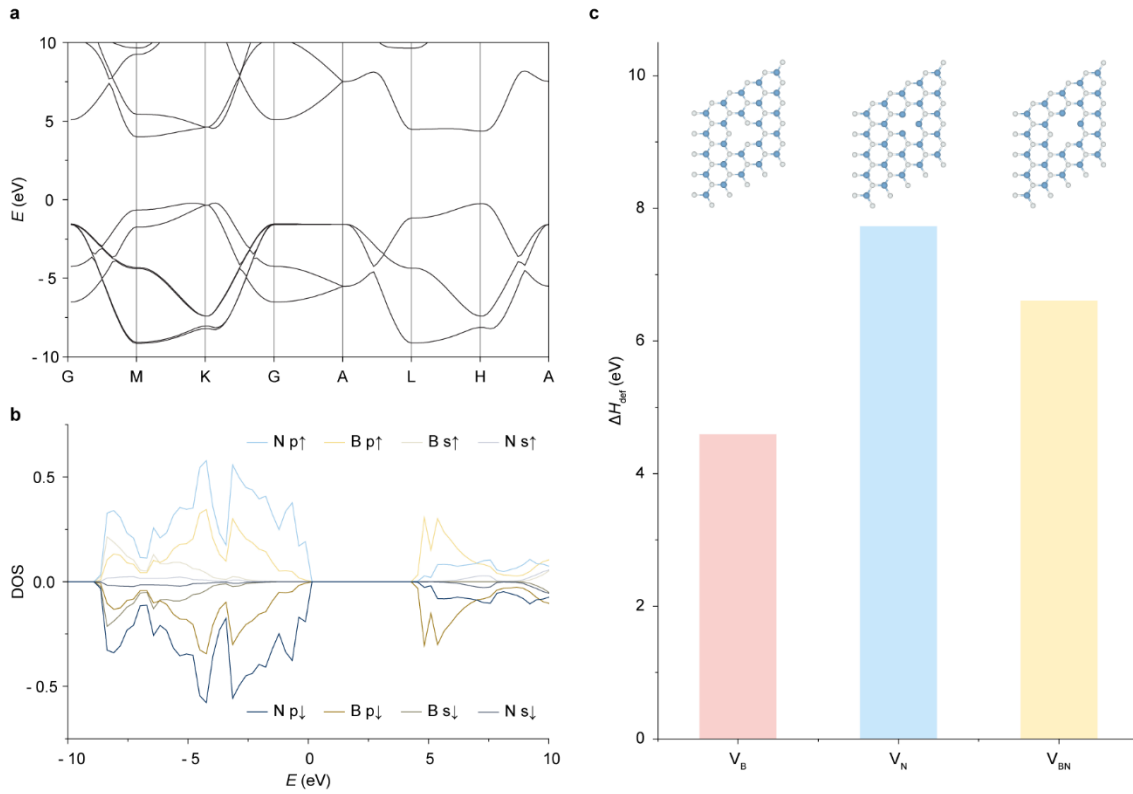 a
10
5
0
- 5
- 10
E (eV)
G M K G A L H A
b
N p↑ B p↑ B s↑ N s↑
0.5
0.0
- 0.5
DOS
N p↓ B p↓ B s↓ N s↓
- 10 - 5 0 5 10
E (eV)
c
10
8
6
4
2
0
ΔH_def (eV)
V_B V_N V_BN